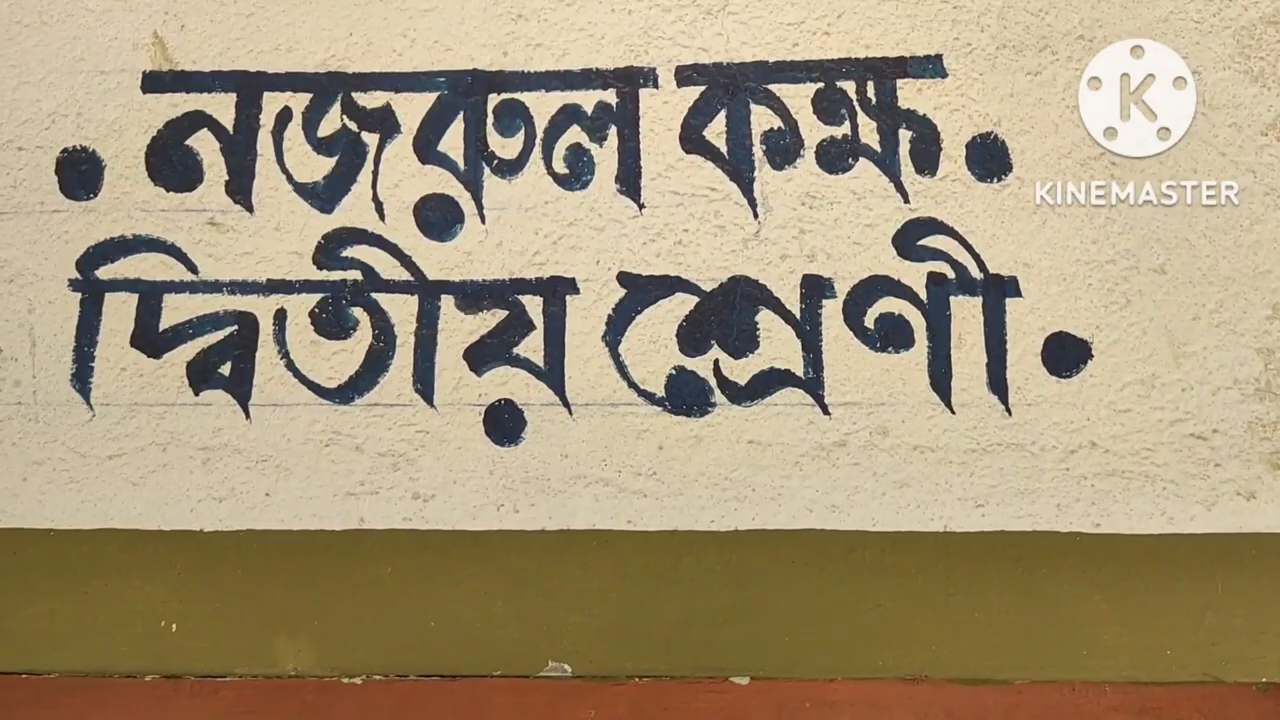 . নজরুল কক্ষ .
দ্বিতীয় শ্রেণী .
K
KINEMASTER